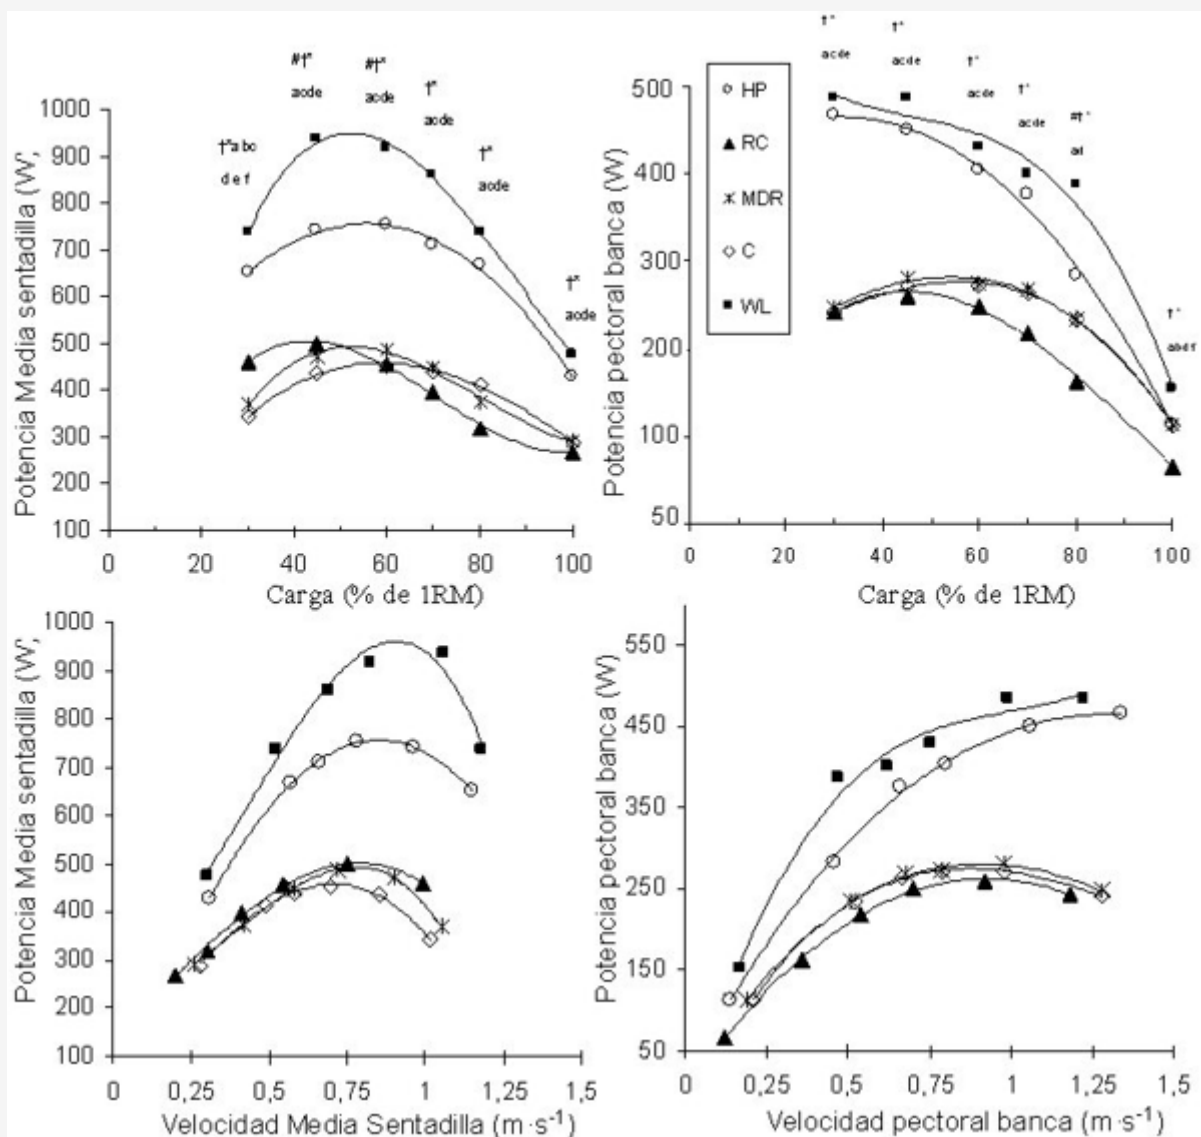 #†*
acde
#†*
acde
†*
acde
†*
acde
†*abc
def
†*
acde
1000
900
800
700
600
500
400
300
200
100
0
20
40
60
80
100
Potencia Media sentadilla (W,
Carga (% de 1RM)
†*
acde
†*
acde
†*
acde
†*
acde
#†*
†*
500
400
300
200
100
50
0
20
40
60
80
100
Potencia pectoral banca (W)
Carga (% de 1RM)
HP
RC
MDR
C
WL
1000
900
800
700
600
500
400
300
200
100
0
0,25
0,5
0,75
1
1,25
1,5
Potencia Media sentadilla (W,
Velocidad Media Sentadilla (m·s-1)
550
450
350
250
150
50
0
0,25
0,5
0,75
1
1,25
1,5
Potencia pectoral banca (W)
Velocidad pectoral banca (m·s-1)